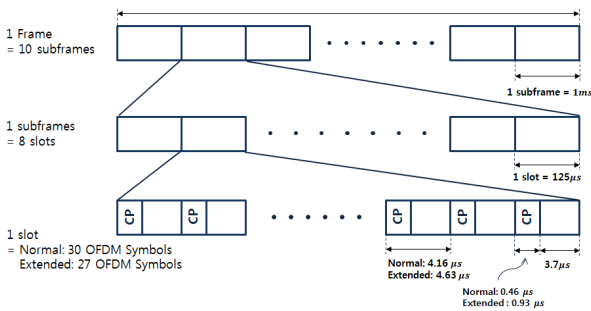 1 Frame
= 10 subframes
1 subframe = 1ms
1 subframes
= 8 slots
1 slot = 125μs
CP
CP
CP
CP
CP
1 slot
= Normal: 30 OFDM Symbols
Extended: 27 OFDM Symbols
Normal: 4.16 μs
Extended: 4.63 μs
3.7μs
Normal: 0.46 μs
Extended : 0.93 μs